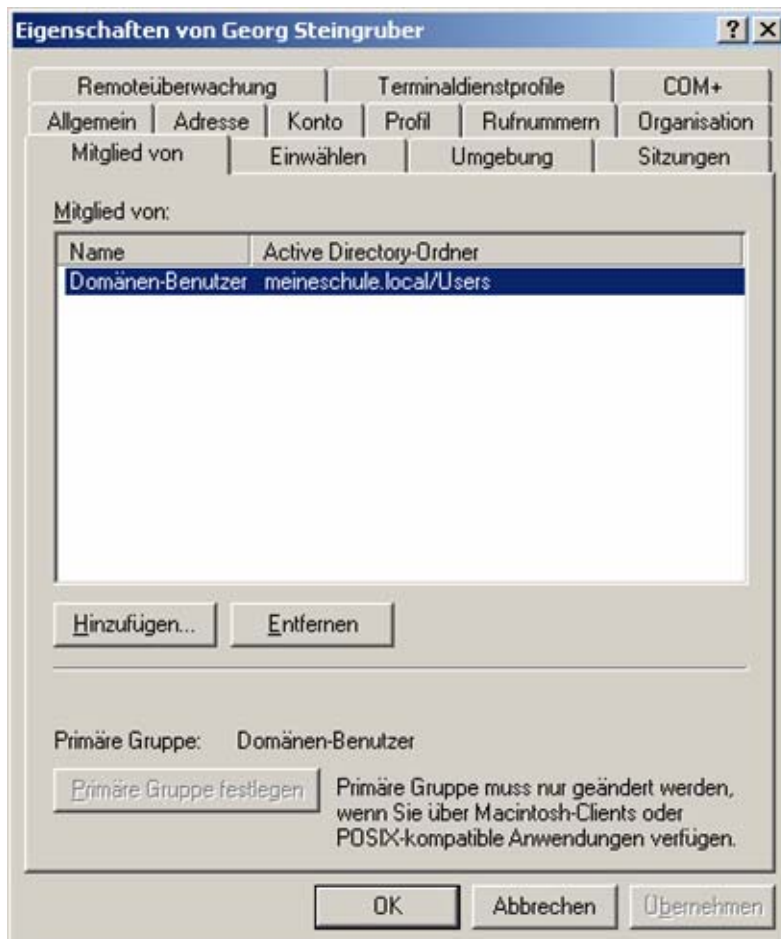 Eigenschaften von Georg Steingruber
Remoteüberwachung Terminaldienstprofile COM+
Allgemein Adresse Konto Profil Rufnummern Organisation
Mitglied von Einwählen Umgebung Sitzungen
Mitglied von:
Name Active Directory-Ordner
Domänen-Benutzer meineschule.local/Users
Hinzufügen... Entfernen
Primäre Gruppe: Domänen-Benutzer
Primäre Gruppe festlegen
Primäre Gruppe muss nur geändert werden,
wenn Sie über Macintosh-Clients oder
POSIX-kompatible Anwendungen verfügen.
OK Abbrechen Übernehmen